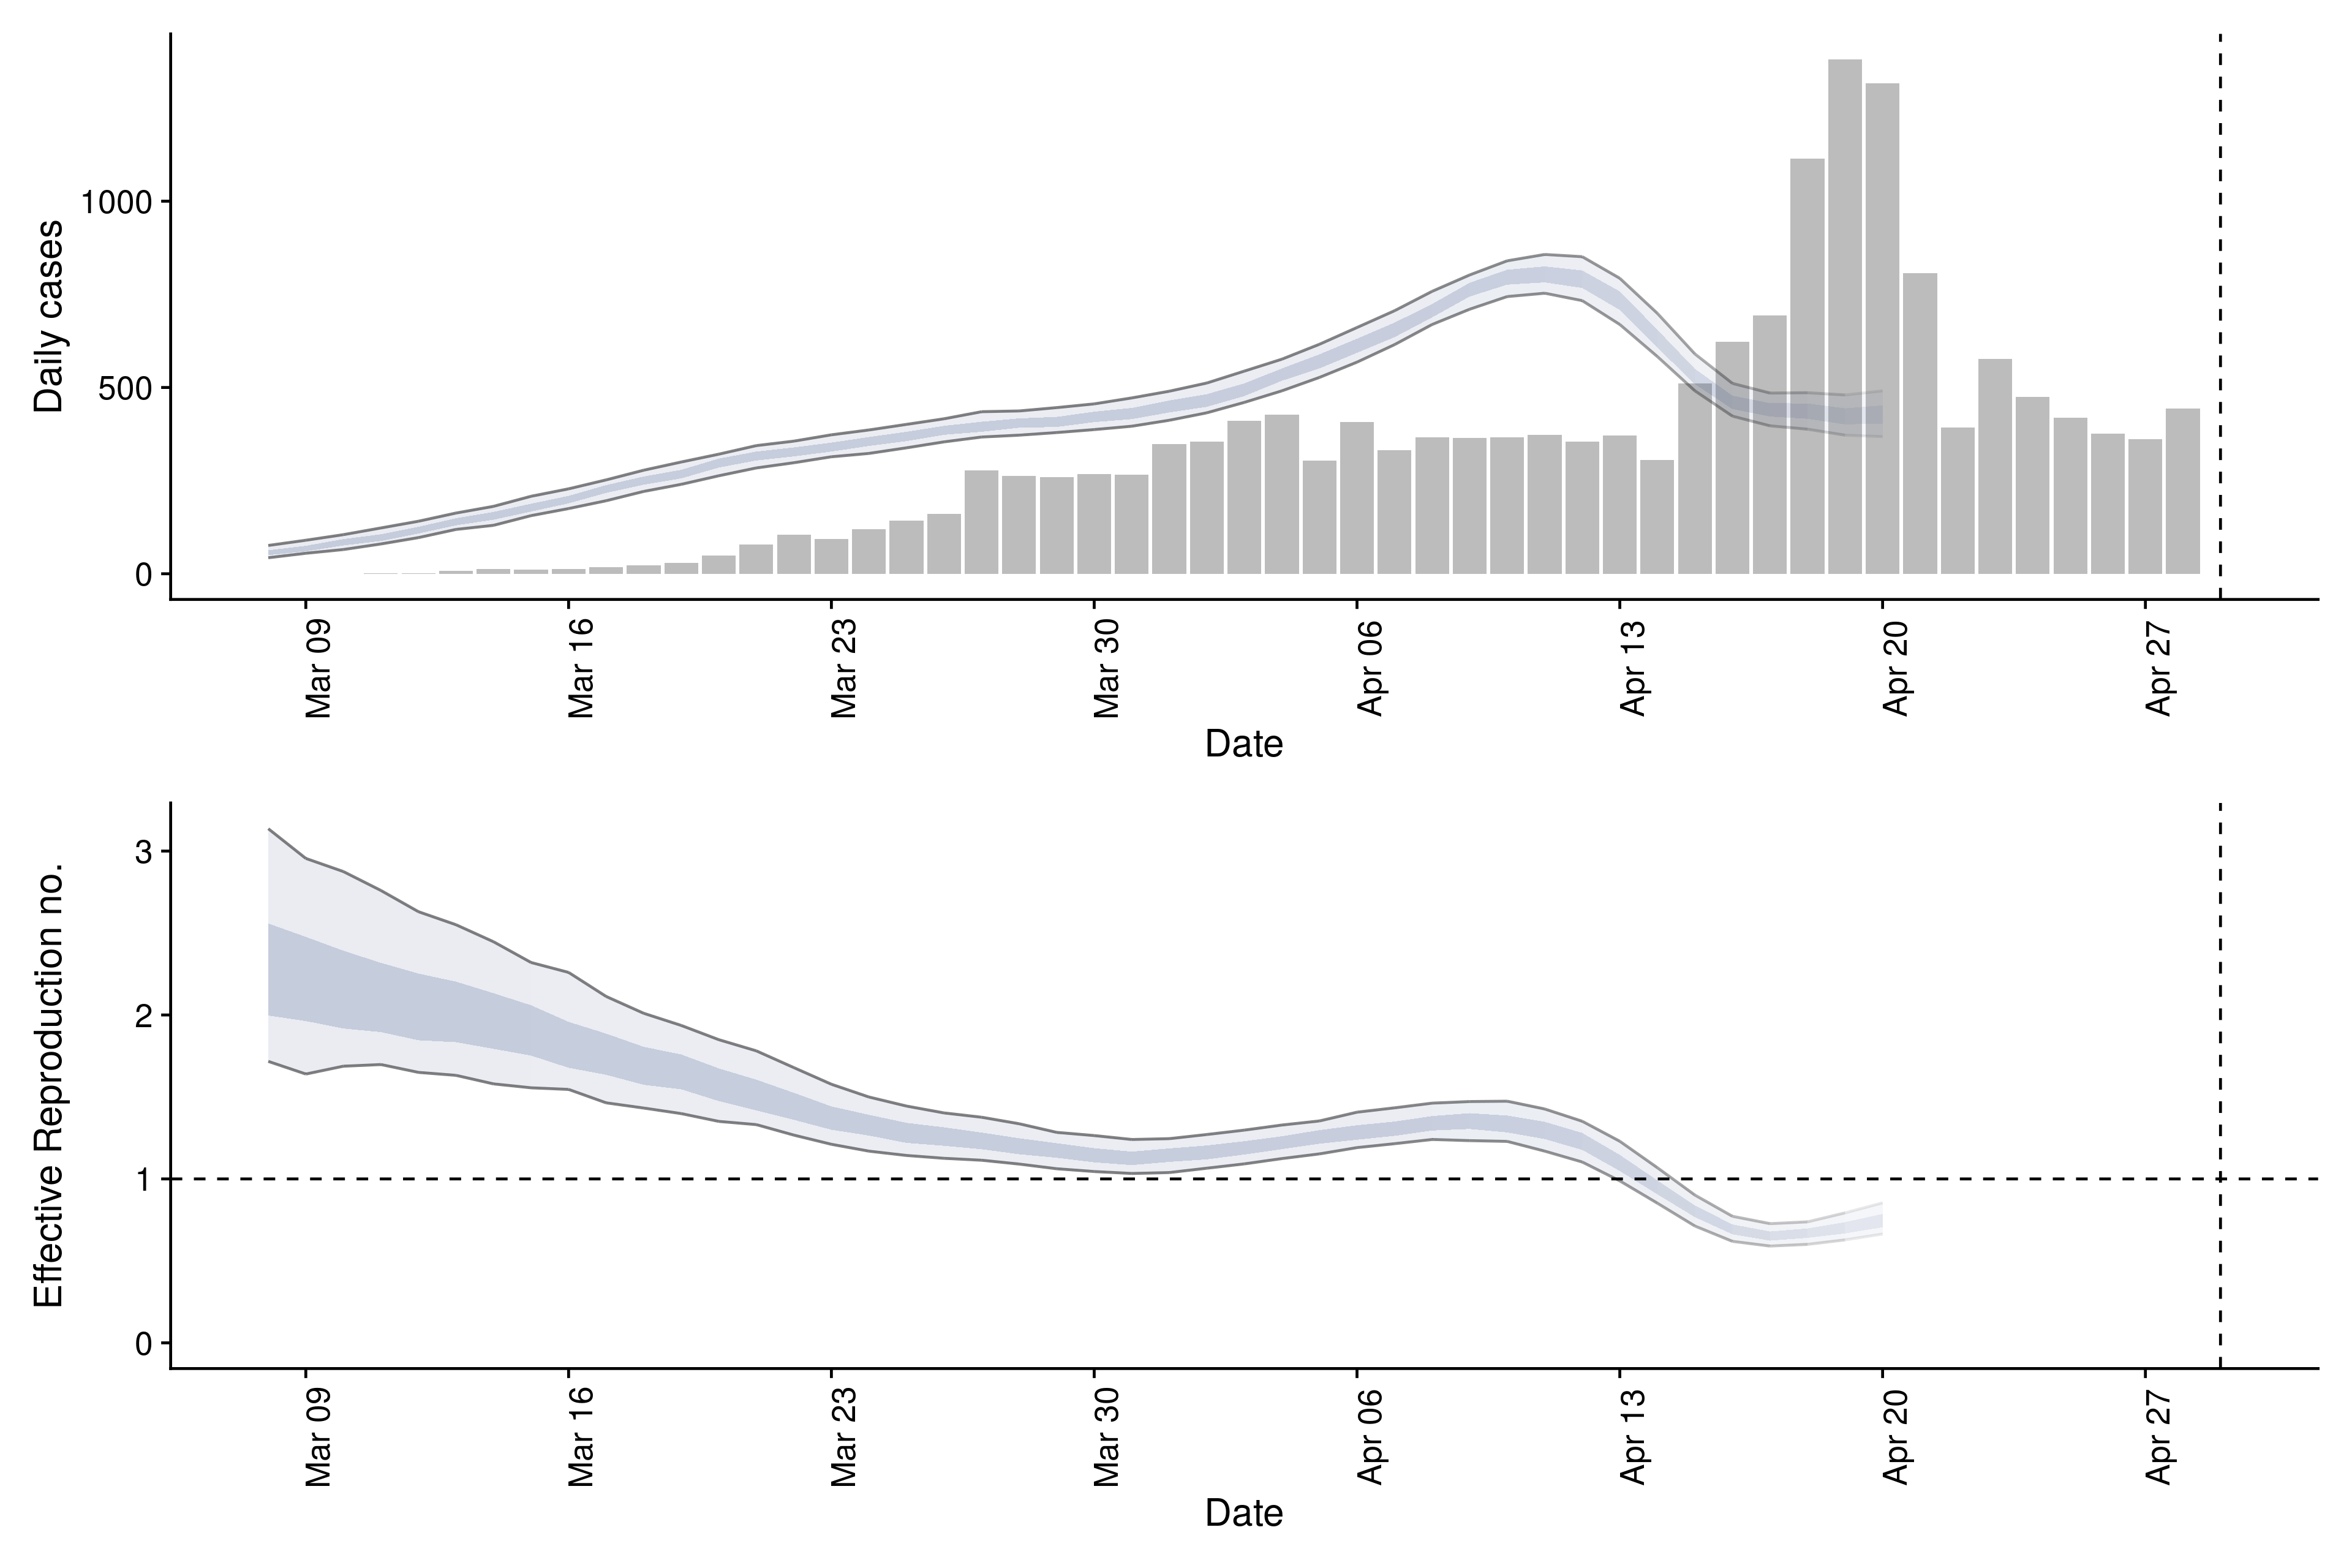 Daily cases
1000
500
0
Mar 09
Mar 16
Mar 23
Mar 30
Apr 06
Apr 13
Apr 20
Apr 27
Date
Effective Reproduction no.
3
2
1
0
Mar 09
Mar 16
Mar 23
Mar 30
Apr 06
Apr 13
Apr 20
Apr 27
Date